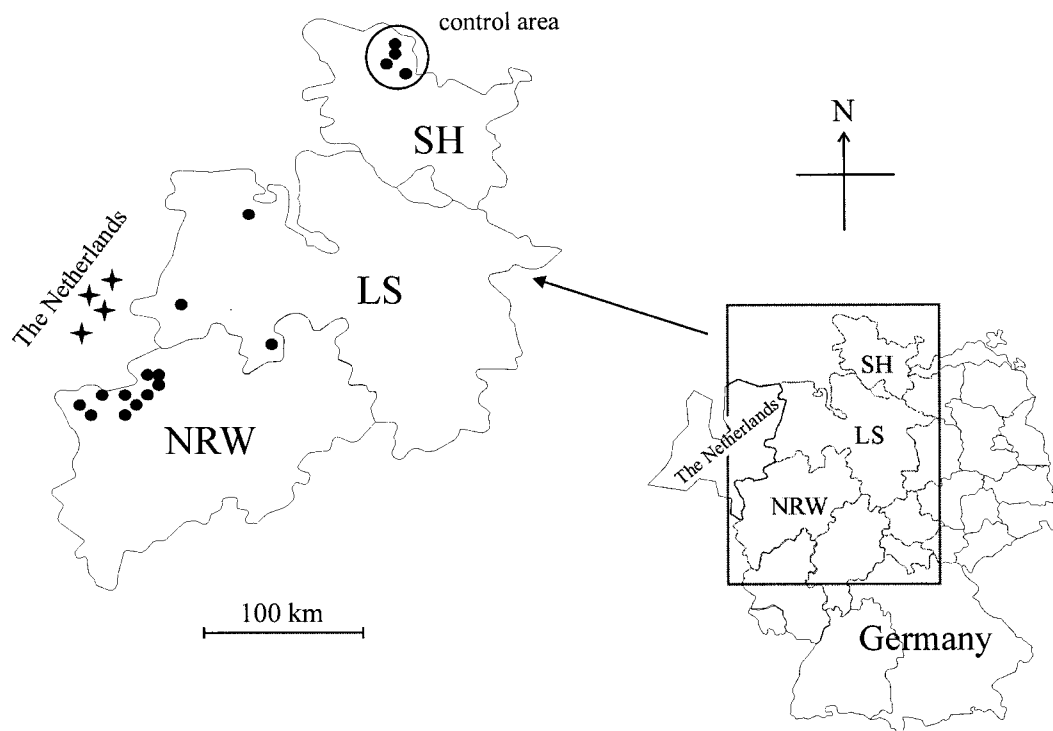 control area
SH
N
The Netherlands
LS
NRW
100 km
SH
The Netherlands
LS
NRW
Germany